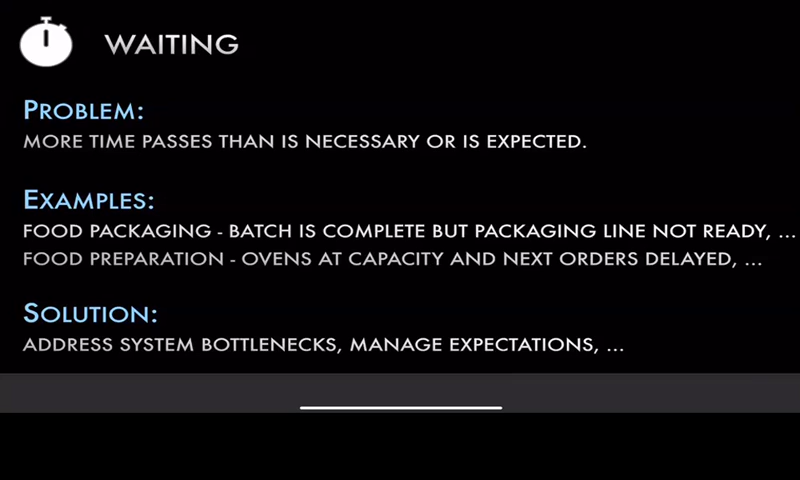 WAITING
PROBLEM:
MORE TIME PASSES THAN IS NECESSARY OR IS EXPECTED.
EXAMPLES:
FOOD PACKAGING - BATCH IS COMPLETE BUT PACKAGING LINE NOT READY, ...
FOOD PREPARATION - OVENS AT CAPACITY AND NEXT ORDERS DELAYED, ...
SOLUTION:
ADDRESS SYSTEM BOTTLENECKS, MANAGE EXPECTATIONS, ...